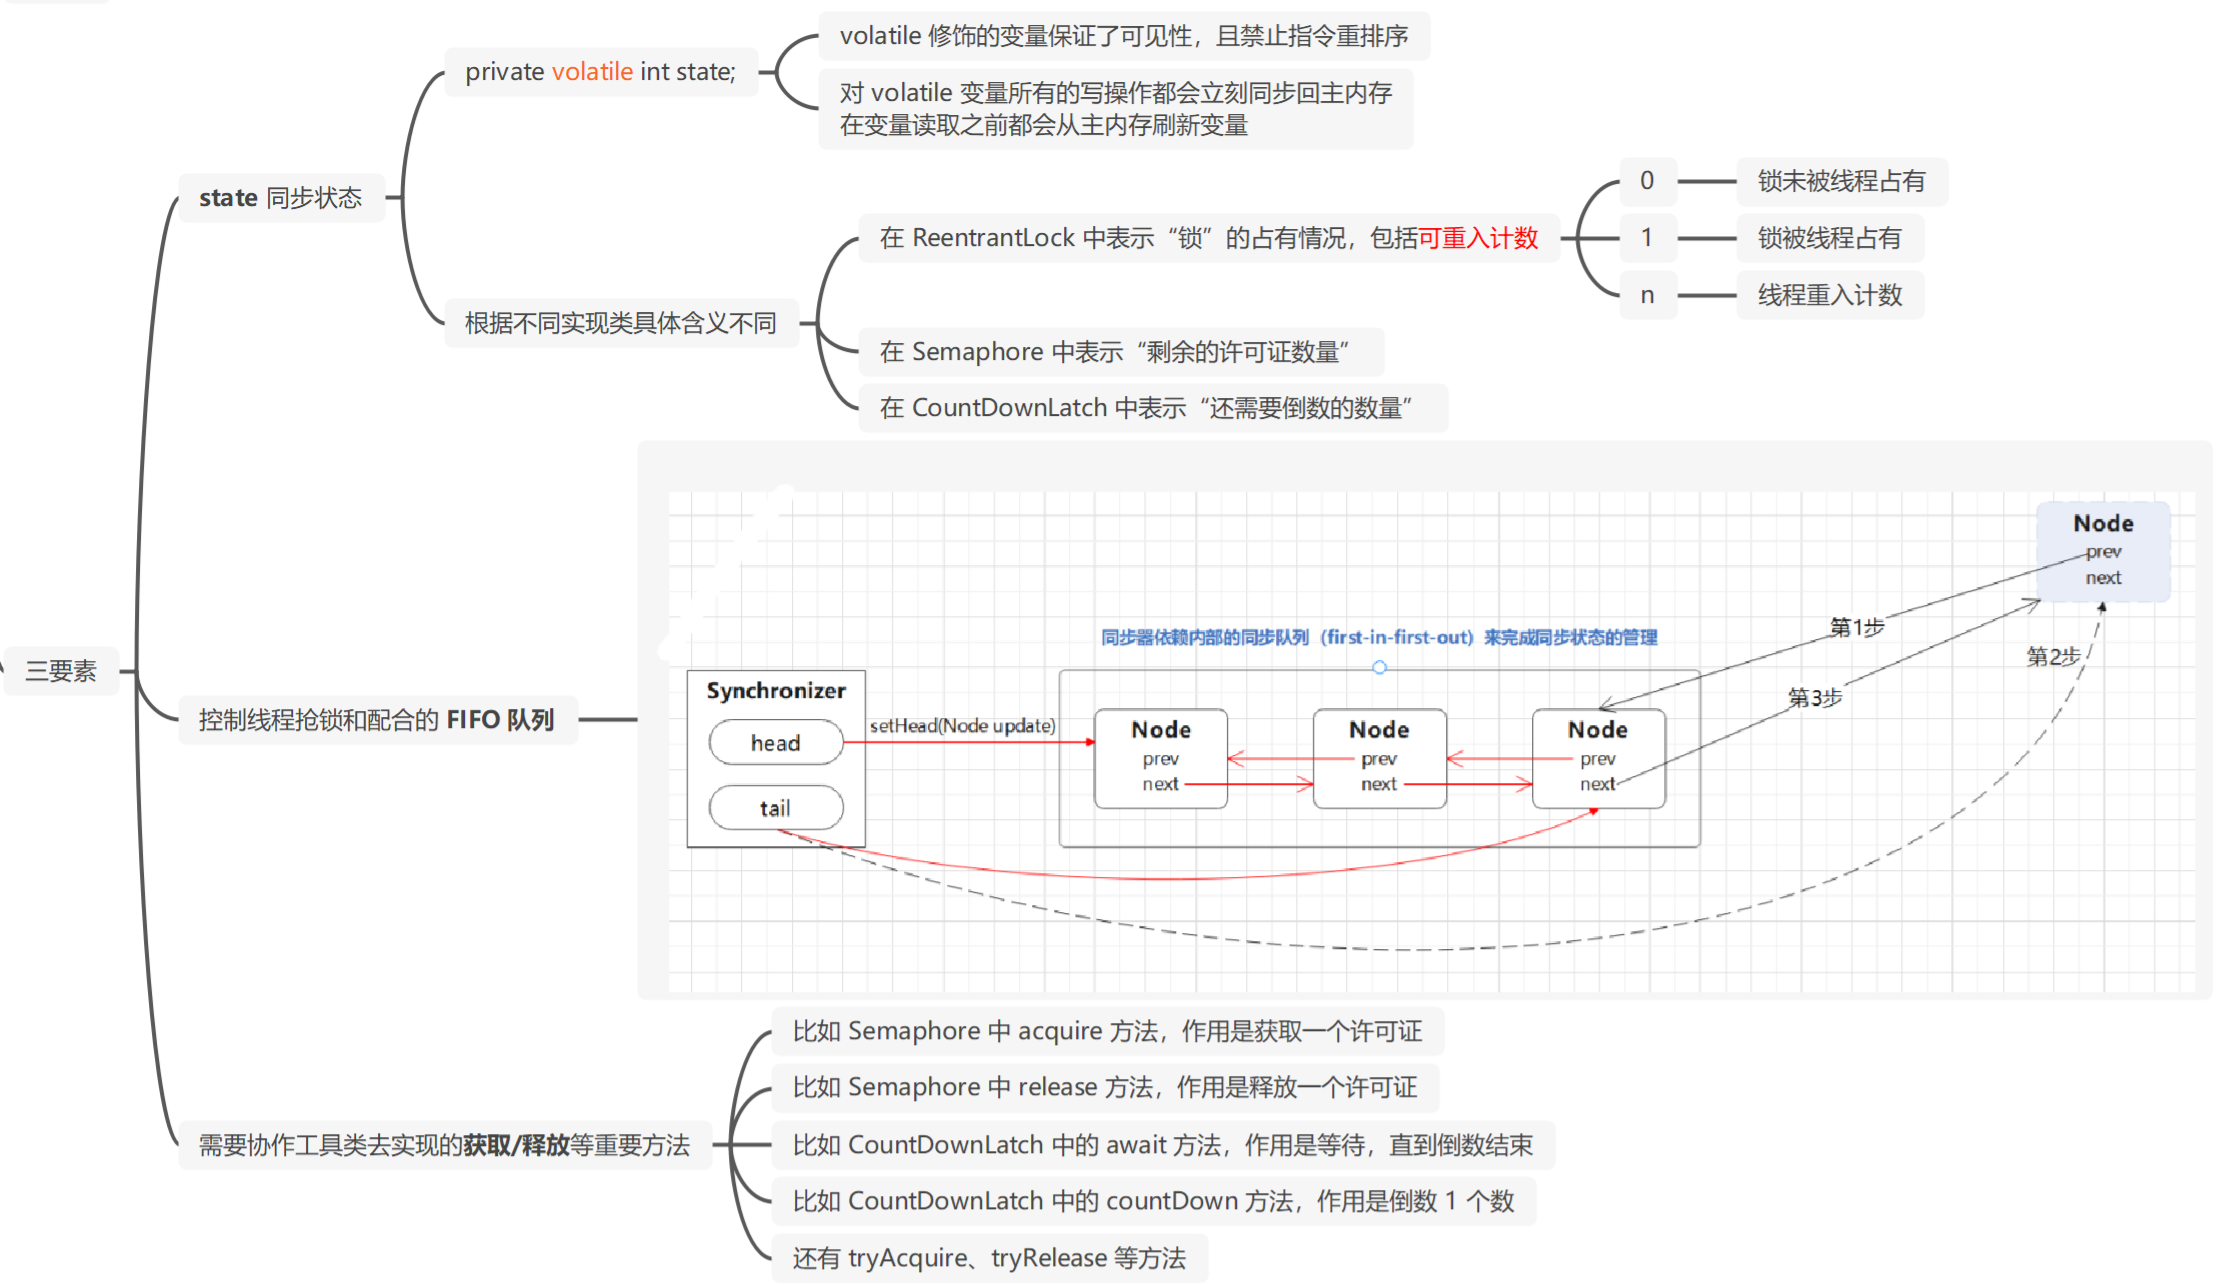 三要素
state 同步状态
private volatile int state;
volatile 修饰的变量保证了可见性，且禁止指令重排序
对 volatile 变量所有的写操作都会立刻同步回主内存
在变量读取之前都会从主内存刷新变量
根据不同实现类具体含义不同
在 ReentrantLock 中表示“锁”的占有情况，包括可重入计数
0
锁未被线程占有
1
锁被线程占有
n
线程重入计数
在 Semaphore 中表示“剩余的许可证数量”
在 CountDownLatch 中表示“还需要倒数的数量”
控制线程抢锁和配合的 FIFO 队列
同步器依赖内部的同步队列（first-in-first-out）来完成同步状态的管理
Synchronizer
head
tail
setHead(Node update)
Node
prev
next
Node
prev
next
Node
prev
next
Node
prev
next
第1步
第2步
第3步
需要协作工具类去实现的获取/释放等重要方法
比如 Semaphore 中 acquire 方法，作用是获取一个许可证
比如 Semaphore 中 release 方法，作用是释放一个许可证
比如 CountDownLatch 中的 await 方法，作用是等待，直到倒数结束
比如 CountDownLatch 中的 countDown 方法，作用是倒数 1 个数
还有 tryAcquire、tryRelease 等方法